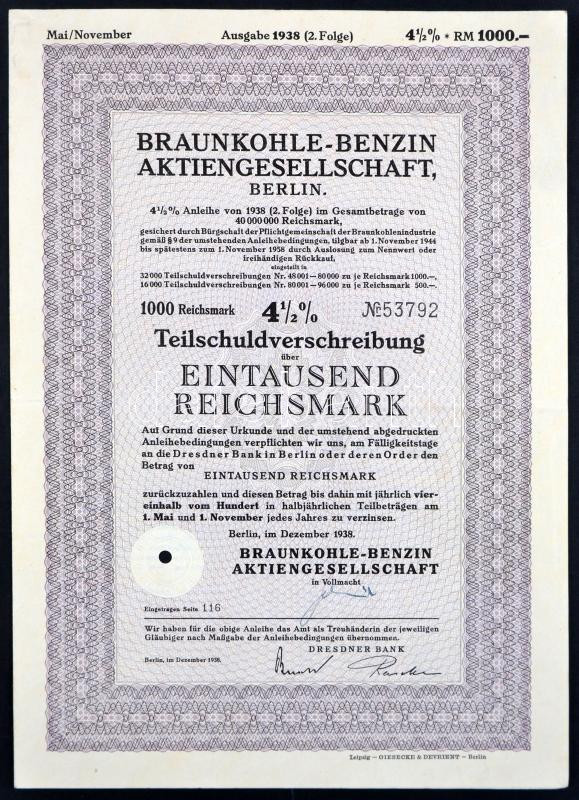 Mai/November Ausgabe 1938 (2. Folge) 4½% * RM 1000.—
BRAUNKOHLE-BENZIN
AKTIENGESELLSCHAFT,
BERLIN.
4½% Anleihe von 1938 (2. Folge) im Gesamtbetrage von
40 000 000 Reichsmark,
gesichert durch Bürgschaft der Pflichtgemeinschaft der Braunkohlenindustrie
gemäß § 9 der umstehenden Anleihebedingungen, tilgbar ab 1. November 1944
bis spätestens zum 1. November 1958 durch Auslosung zum Nennwert oder
freihändigen Rückkauf,
eingeteilt in
32 000 Teilschuldverschreibungen Nr. 48 001—80 000 zu je Reichsmark 1000.—,
16 000 Teilschuldverschreibungen Nr. 80 001—96 000 zu je Reichsmark 500.—.
1000 Reichsmark 4½% № 53792
Teilschuldverschreibung
über
EINTAUSEND
REICHSMARK
Auf Grund dieser Urkunde und der umstehend abgedruckten
Anleihebedingungen verpflichten wir uns, am Fälligkeitstage
an die Dresdner Bank in Berlin oder deren Order den
Betrag von
EINTAUSEND REICHSMARK
zurückzuzahlen und diesen Betrag bis dahin mit jährlich vier-
einhalb vom Hundert in halbjährlichen Teilbeträgen am
1. Mai und 1. November jedes Jahres zu verzinsen.
Berlin, im Dezember 1938.
BRAUNKOHLE-BENZIN
AKTIENGESELLSCHAFT
in Vollmacht
Eingetragen Seite 116
Wir haben für die obige Anleihe das Amt als Treuhänderin der jeweiligen
Gläubiger nach Maßgabe der Anleihebedingungen übernommen.
DRESDNER BANK
Berlin, im Dezember 1938.
Leipzig — GIESECKE & DEVRIENT — Berlin